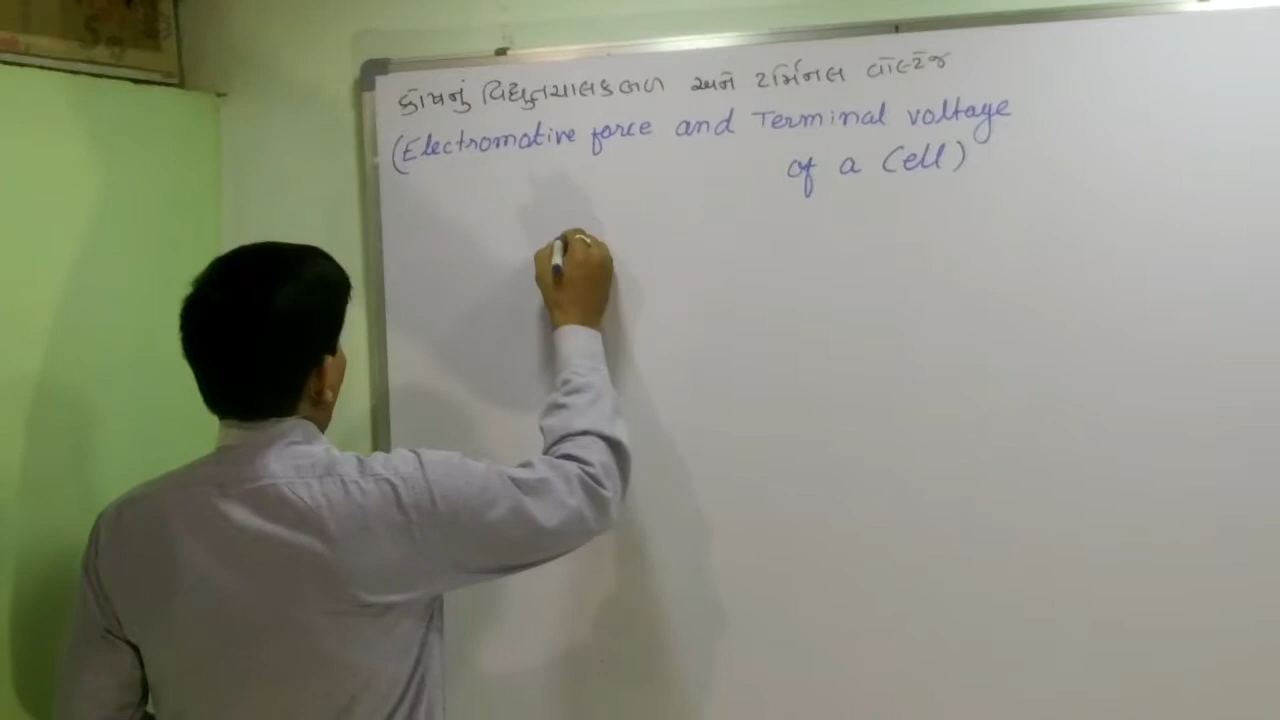 કોષનું વિદ્યુતચાલકબળ અને ટર્મિનલ વોલ્ટેજ
(Electromotive force and Terminal voltage
of a Cell)